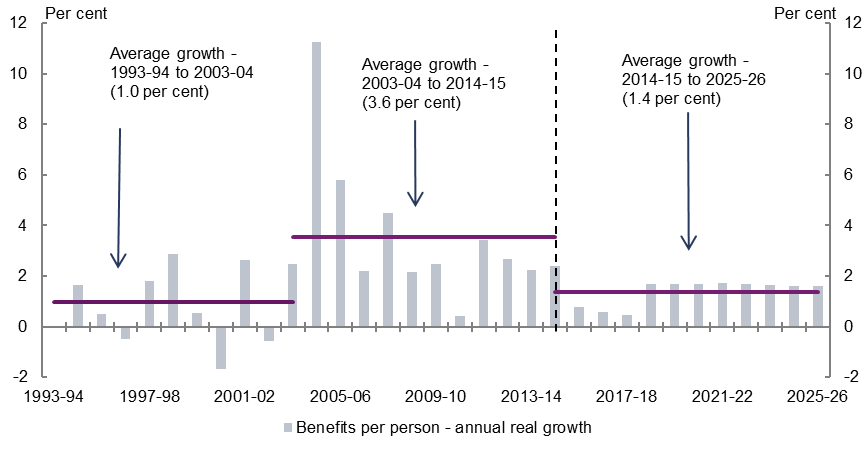 Per cent
Per cent
12
12
10
10
8
8
6
6
4
4
2
2
0
0
-2
-2
Average growth -
1993-94 to 2003-04
(1.0 per cent)
Average growth -
2003-04 to 2014-15
(3.6 per cent)
Average growth -
2014-15 to 2025-26
(1.4 per cent)
1993-94
1997-98
2001-02
2005-06
2009-10
2013-14
2017-18
2021-22
2025-26
Benefits per person - annual real growth